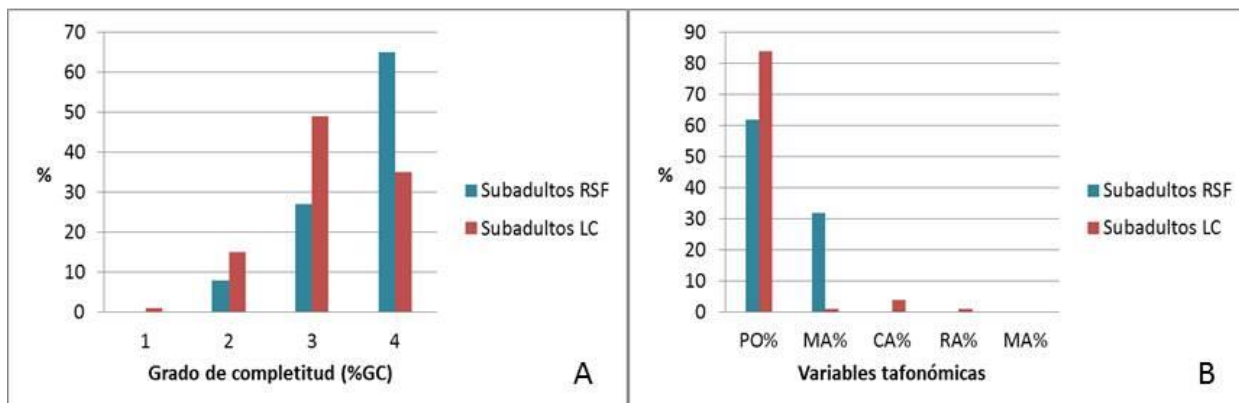 70
60
50
40
%
30
20
10
0
1 2 3 4
Grado de completitud (%GC)
Subadultos RSF
Subadultos LC
A
90
80
70
60
50
%
40
30
20
10
0
PO% MA% CA% RA% MA%
Variables tafonómicas
Subadultos RSF
Subadultos LC
B